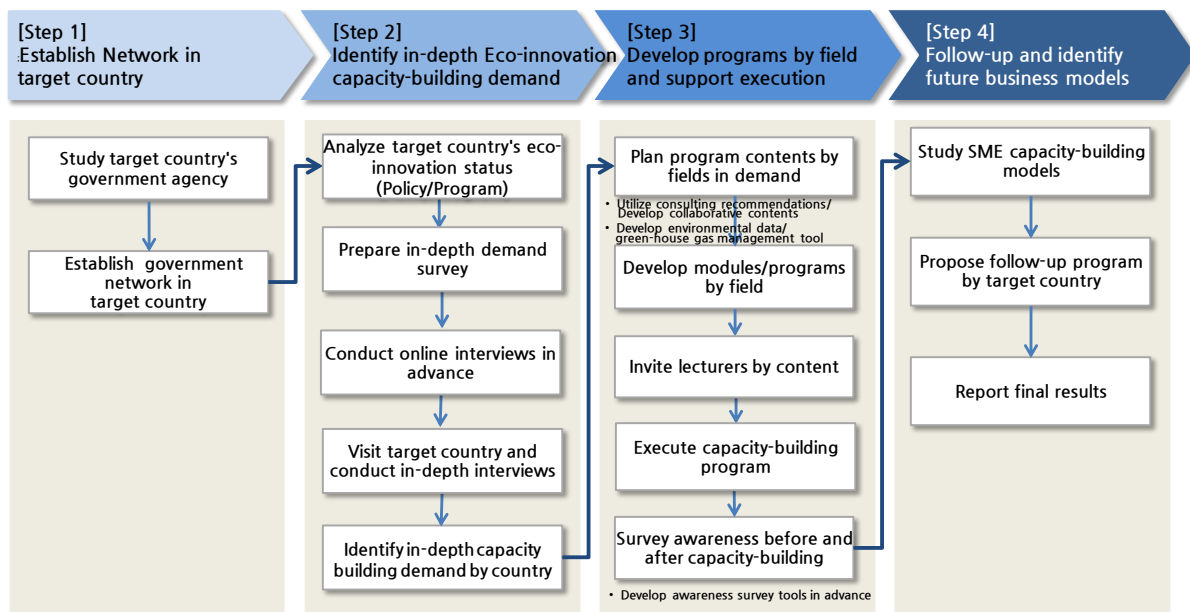 [Step 1]
Establish Network in
target country
[Step 2]
Identify in-depth Eco-innovation
capacity-building demand
[Step 3]
Develop programs by field
and support execution
[Step 4]
Follow-up and identify
future business models
Study target country's
government agency
Establish government
network in
target country
Analyze target country's eco-
innovation status
(Policy/Program)
Prepare in-depth demand
survey
Conduct online interviews in
advance
Visit target country and
conduct in-depth interviews
Identify in-depth capacity
building demand by country
Plan program contents by
fields in demand
• Utilize consulting recommendations/
Develop collaborative contents
• Develop environmental data/
green-house gas management tool
Develop modules/programs
by field
Invite lecturers by content
Execute capacity-building
program
Survey awareness before and
after capacity-building
• Develop awareness survey tools in advance
Study SME capacity-building
models
Propose follow-up program
by target country
Report final results